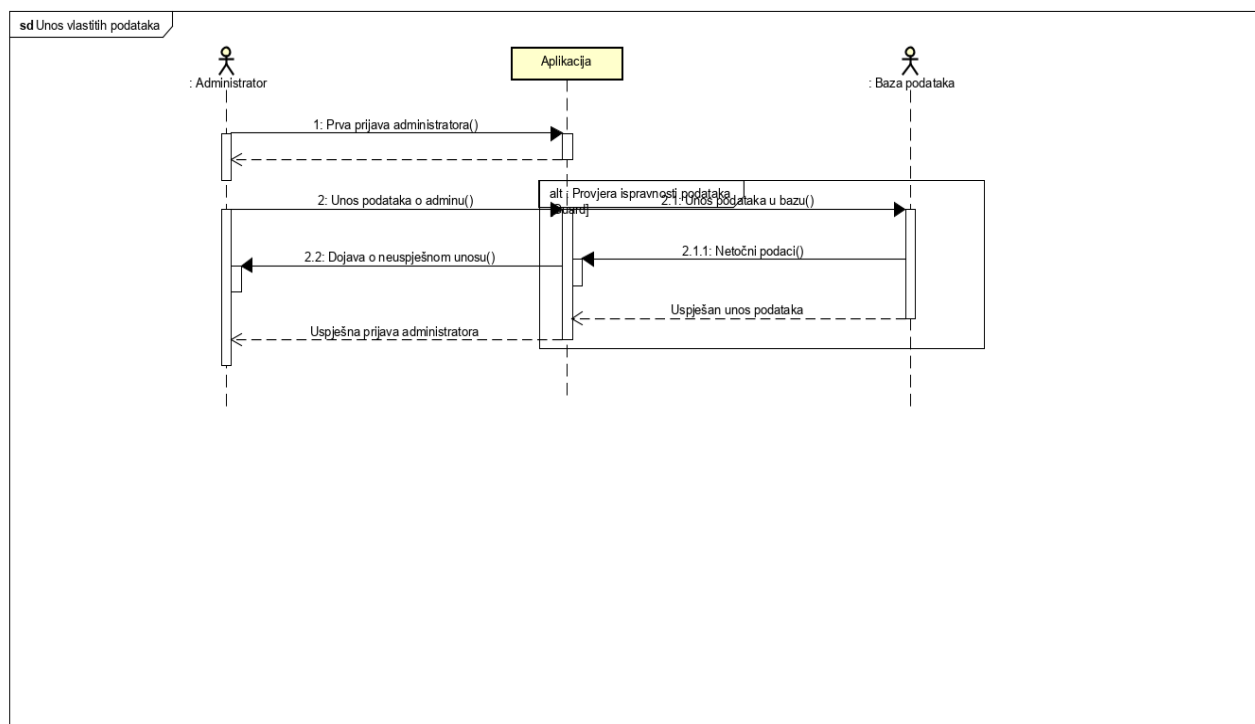 sd Unos vlastitih podataka
: Administrator
Aplikacija
: Baza podataka
1: Prva prijava administratora()
alt : Provjera ispravnosti podataka
2: Unos podataka o adminu()
2.1: Unos podataka u bazu()
[Guard]
2.2: Dojava o neuspješnom unosu()
2.1.1: Netočni podaci()
Uspješan unos podataka
Uspješna prijava administratora